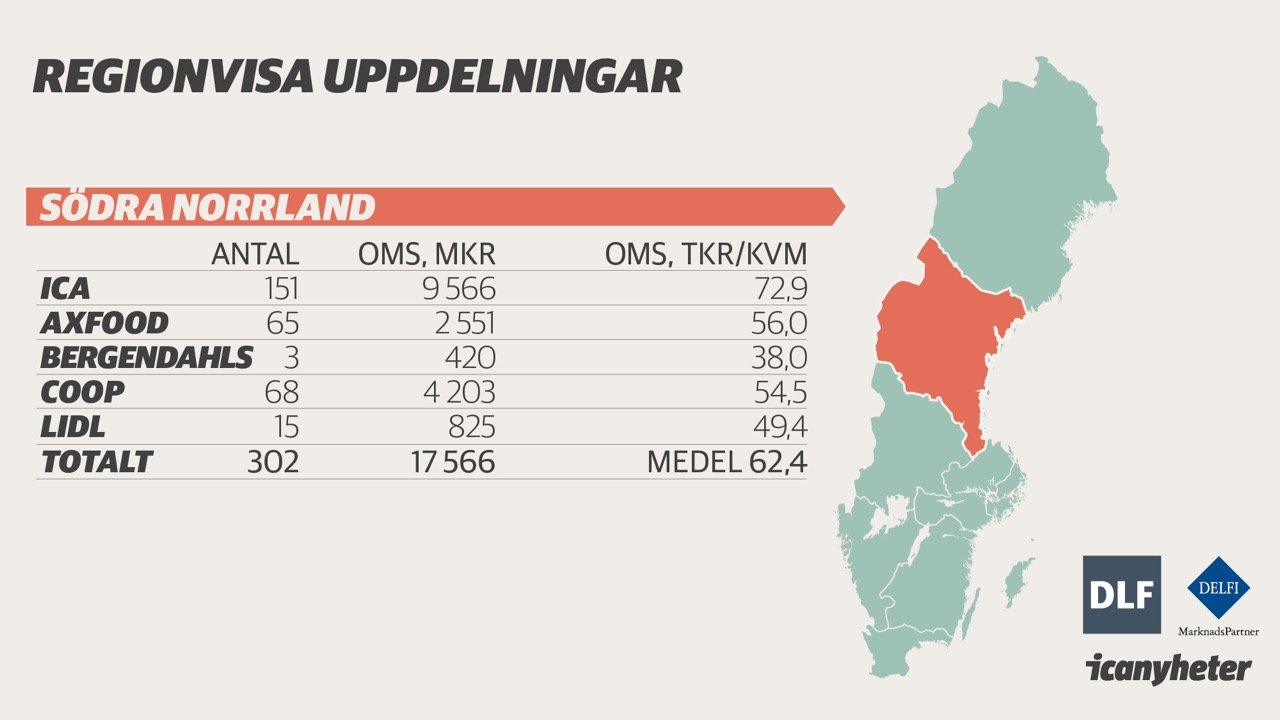 REGIONVISA UPPDELNINGAR
SÖDRA NORRLAND
ANTAL OMS, MKR OMS, TKR/KVM
ICA 151 9 566 72,9
AXFOOD 65 2 551 56,0
BERGENDAHLS 3 420 38,0
COOP 68 4 203 54,5
LIDL 15 825 49,4
TOTALT 302 17 566 MEDEL 62,4
DLF DELFI
MarknadsPartner
icanyheter